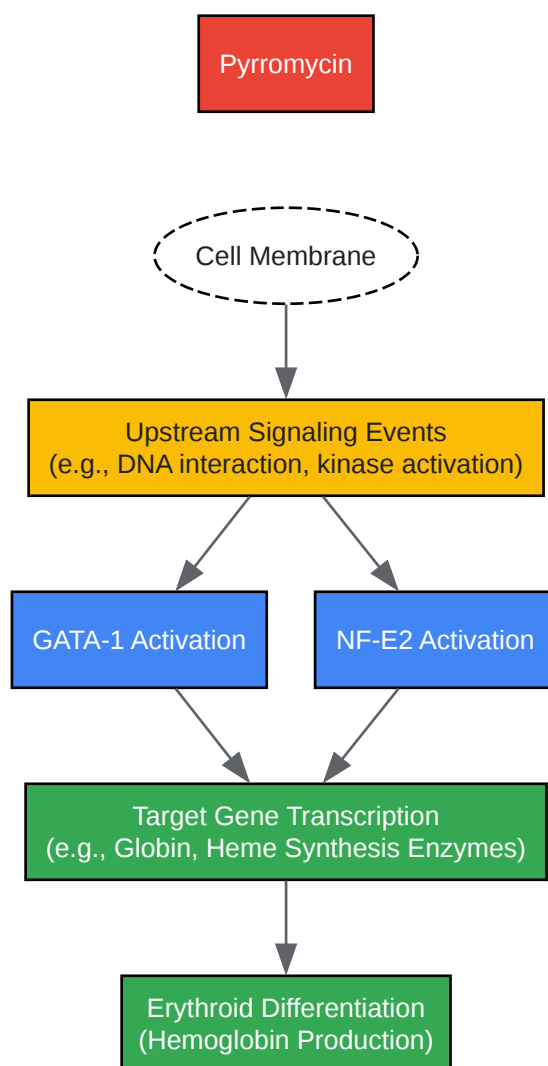 Pyrromycin
Cell Membrane
Upstream Signaling Events
(e.g., DNA interaction, kinase activation)
GATA-1 Activation
NF-E2 Activation
Target Gene Transcription
(e.g., Globin, Heme Synthesis Enzymes)
Erythroid Differentiation
(Hemoglobin Production)